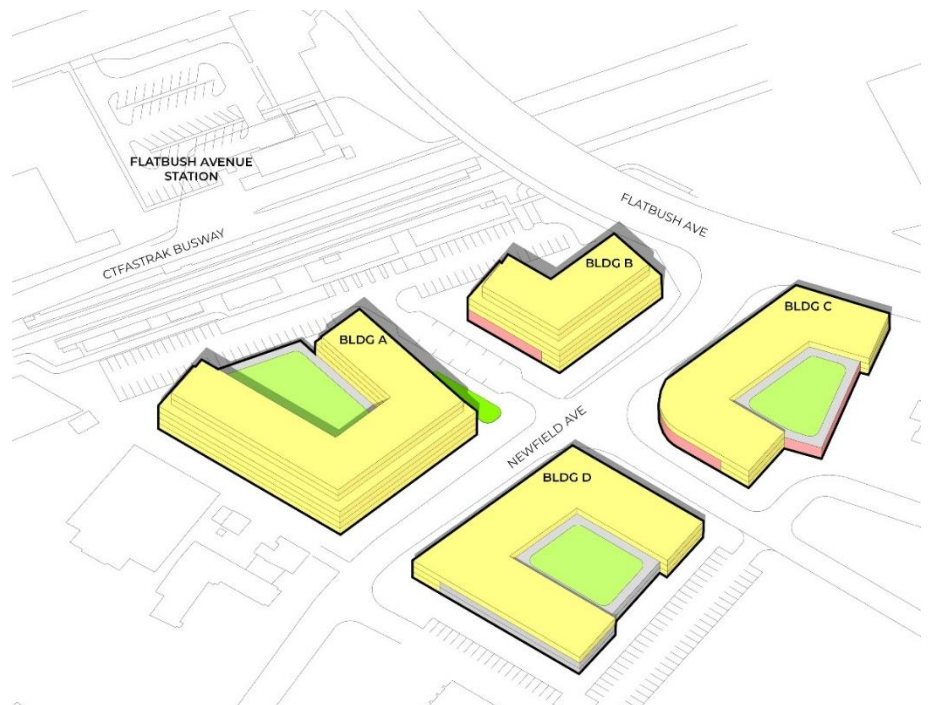 FLATBUSH AVENUE
STATION
FLATBUSH AVE
CTFASTRAK BUSWAY
BLDG B
BLDG C
BLDG A
NEWFIELD AVE
BLDG D